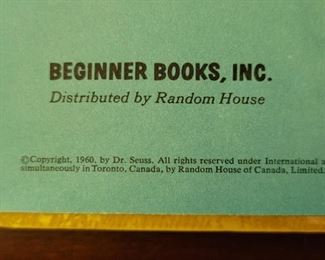 BEGINNER BOOKS, INC.
Distributed by Random House
©Copyright, 1960, by Dr. Seuss. All rights reserved under International a
simultaneously in Toronto, Canada, by Random House of Canada, Limited.